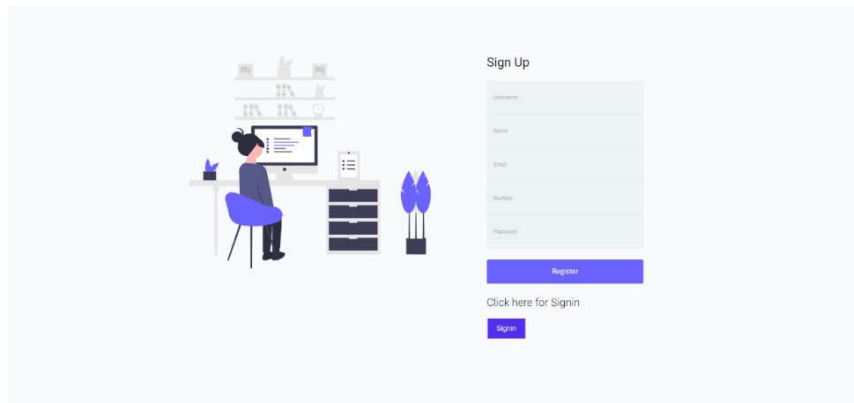 Sign Up
Username
Name
Email
Number
Password
Register
Click here for Signin
Signin